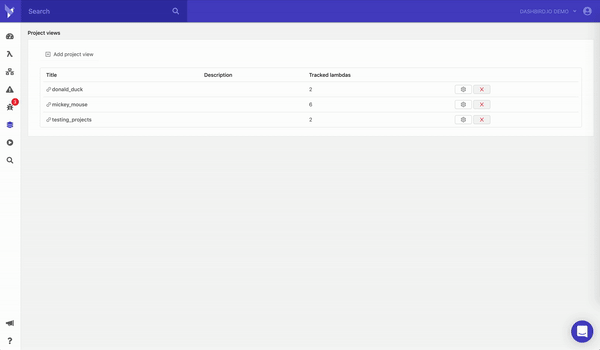 Search
DASHBIRD.IO DEMO
Project views
Add project view
Title Description Tracked lambdas
donald_duck 2
mickey_mouse 6
testing_projects 2